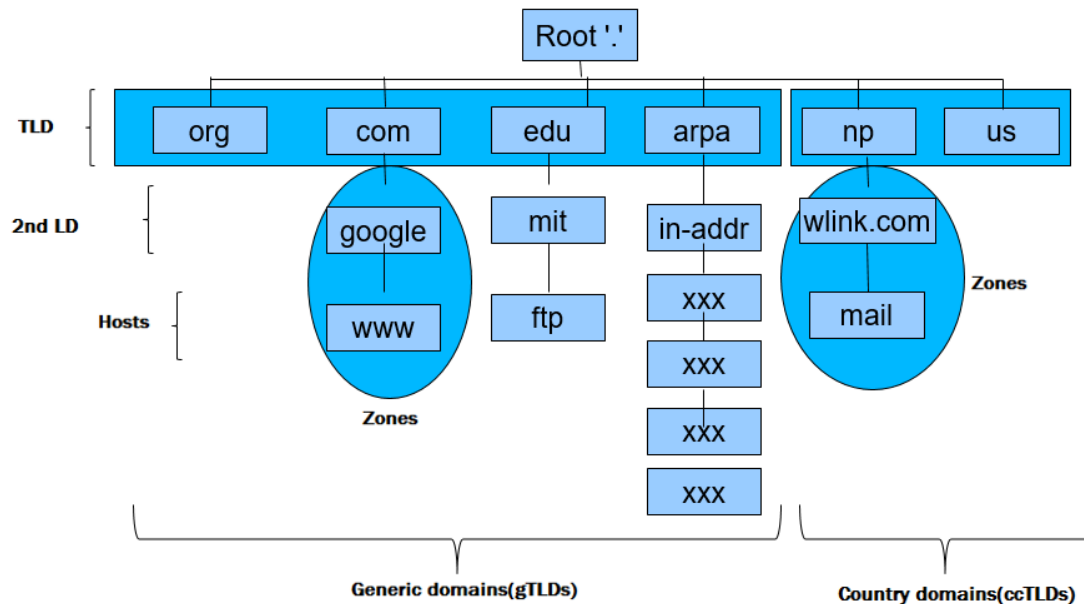 Root '.'
TLD
org
com
edu
arpa
np
us
2nd LD
google
mit
in-addr
wlink.com
Hosts
www
ftp
xxx
mail
Zones
xxx
Zones
xxx
xxx
Generic domains(gTLDs)
Country domains(ccTLDs)